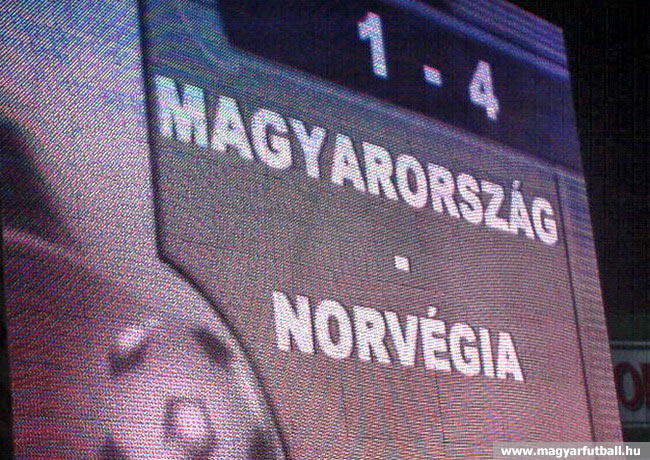 1 - 4
MAGYARORSZÁG
-
NORVÉGIA
www.magyarfutball.hu